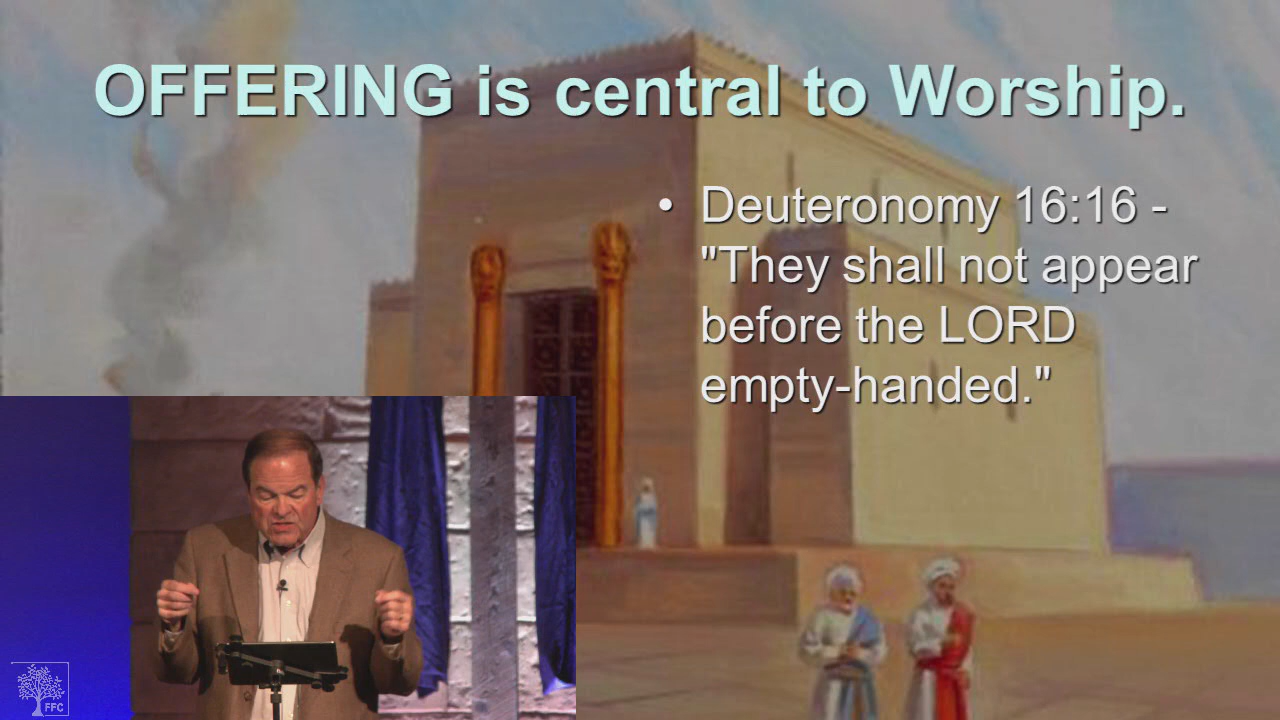 OFFERING is central to Worship.
• Deuteronomy 16:16 -
"They shall not appear
before the LORD
empty-handed."
FFC